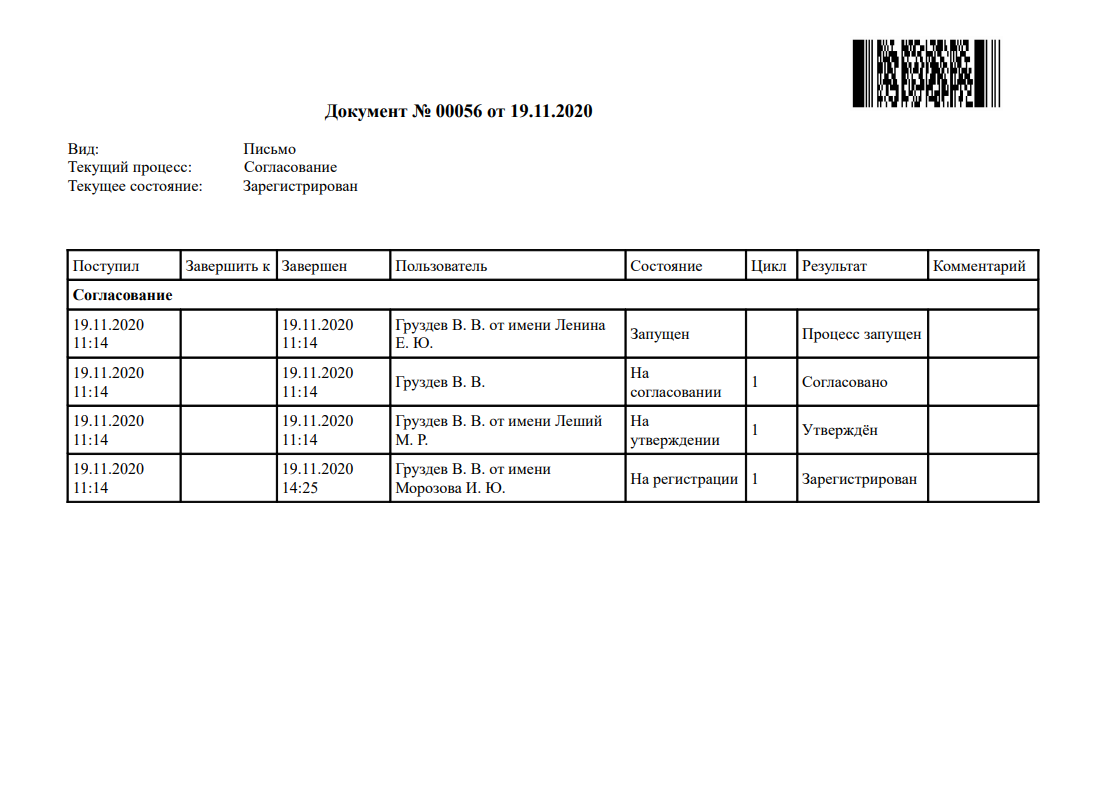 Документ № 00056 от 19.11.2020
Вид: Письмо
Текущий процесс: Согласование
Текущее состояние: Зарегистрирован
Поступил Завершить к Завершен Пользователь Состояние Цикл Результат Комментарий
Согласование
19.11.2020 19.11.2020 Груздев В. В. от имени Ленина
11:14 11:14 Е. Ю. Запущен Процесс запущен
19.11.2020 19.11.2020 Груздев В. В. На 1 Согласовано
11:14 11:14 согласовании
19.11.2020 19.11.2020 Груздев В. В. от имени Леший На 1 Утверждён
11:14 11:14 М. Р. утверждении
19.11.2020 19.11.2020 Груздев В. В. от имени На регистрации 1 Зарегистрирован
11:14 14:25 Морозова И. Ю.